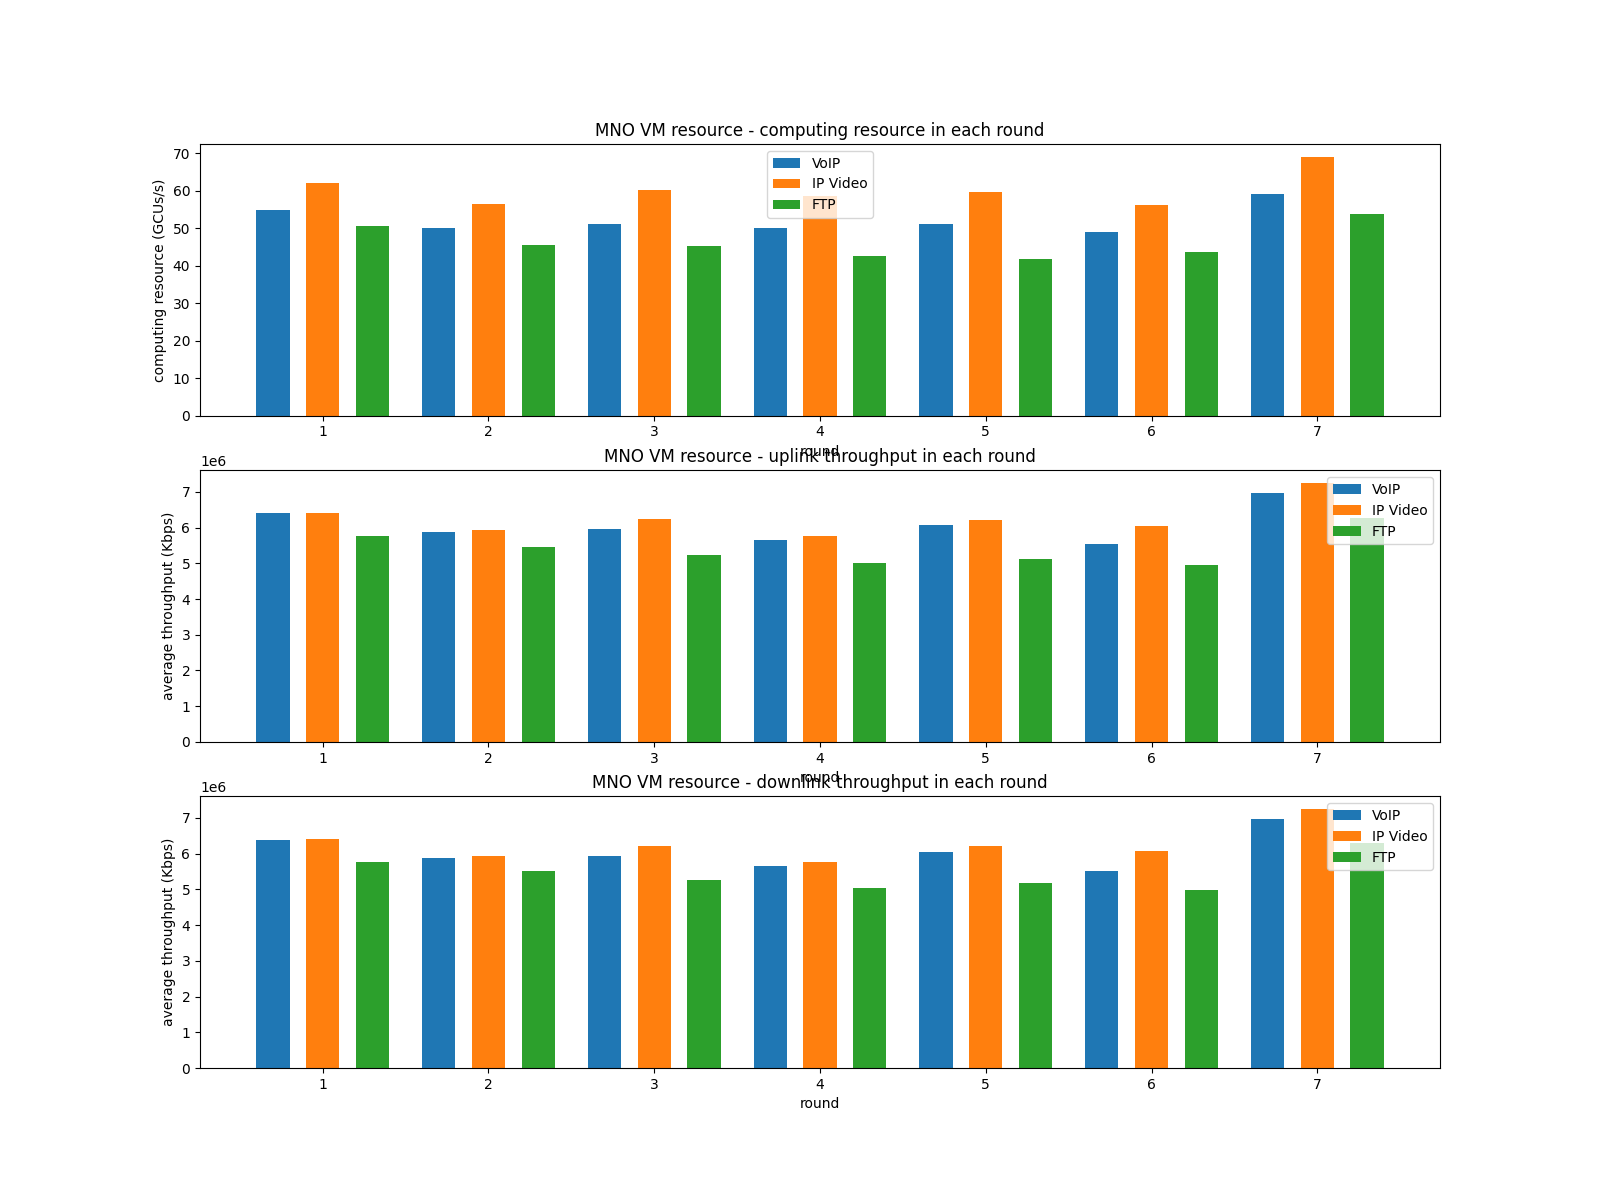 MNO VM resource - computing resource in each round
VoIP
IP Video
FTP
computing resource (GCUs/s)
70
60
50
40
30
20
10
0
1 2 3 4 5 6 7
round
MNO VM resource - uplink throughput in each round
1e6
VoIP
IP Video
FTP
average throughput (Kbps)
7
6
5
4
3
2
1
0
1 2 3 4 5 6 7
round
MNO VM resource - downlink throughput in each round
1e6
VoIP
IP Video
FTP
average throughput (Kbps)
7
6
5
4
3
2
1
0
1 2 3 4 5 6 7
round